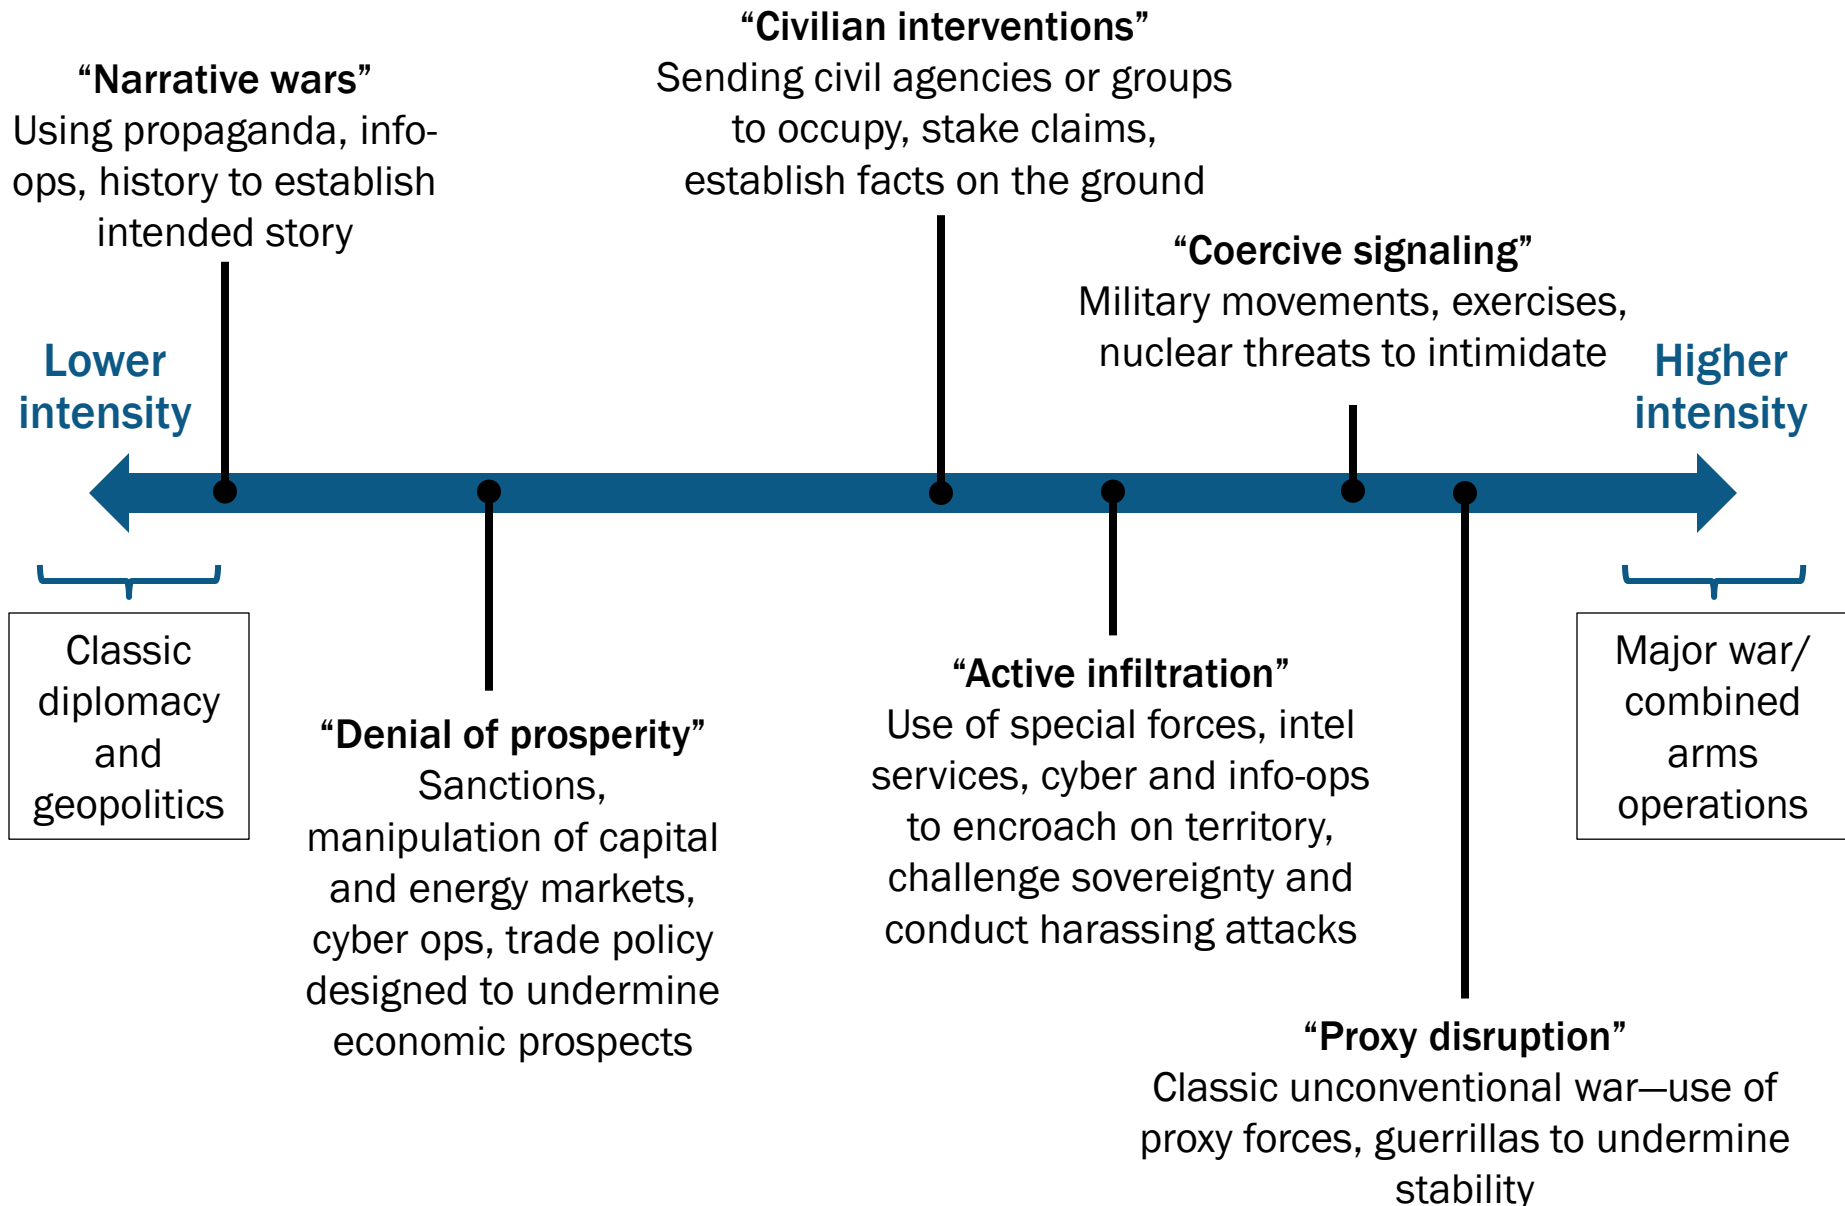 “Narrative wars”
Using propaganda, info-
ops, history to establish
intended story
“Civilian interventions”
Sending civil agencies or groups
to occupy, stake claims,
establish facts on the ground
“Coercive signaling”
Military movements, exercises,
nuclear threats to intimidate
Lower
intensity
Higher
intensity
Classic
diplomacy
and
geopolitics
“Denial of prosperity”
Sanctions,
manipulation of capital
and energy markets,
cyber ops, trade policy
designed to undermine
economic prospects
“Active infiltration”
Use of special forces, intel
services, cyber and info-ops
to encroach on territory,
challenge sovereignty and
conduct harassing attacks
“Proxy disruption”
Classic unconventional war—use of
proxy forces, guerrillas to undermine
stability
Major war/
combined
arms
operations